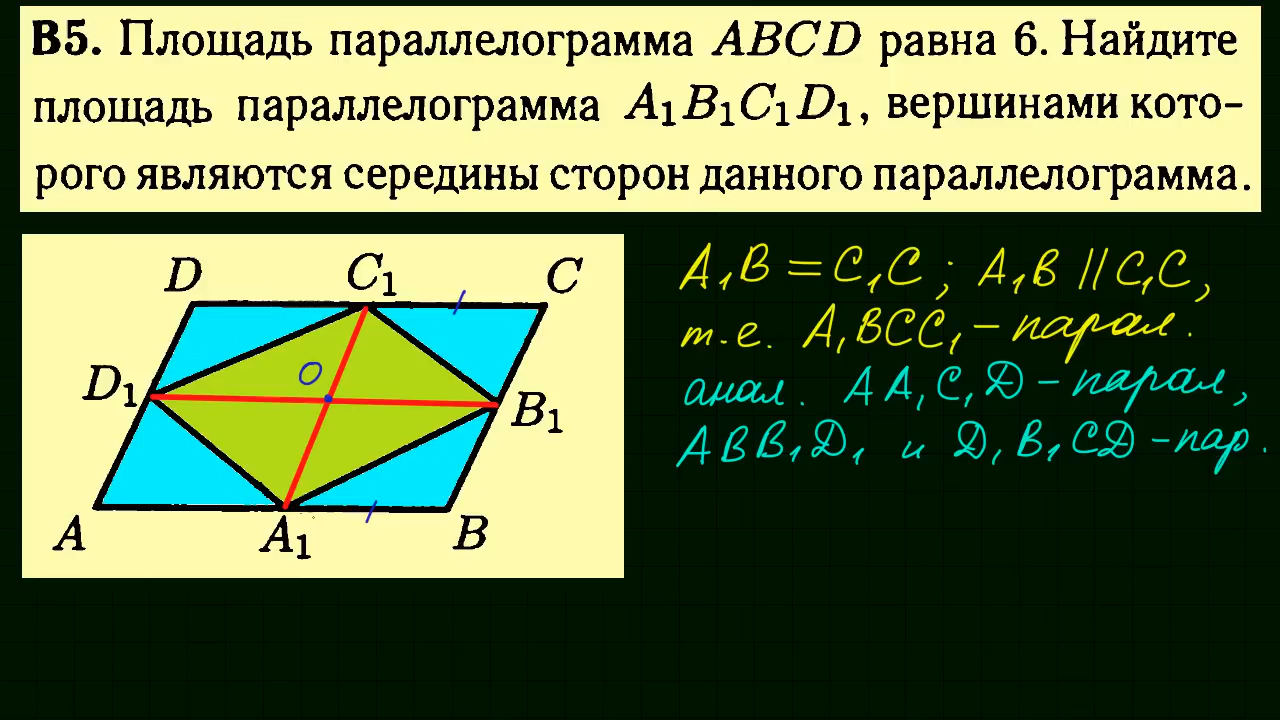 В5. Площадь параллелограмма ABCD равна 6. Найдите
площадь параллелограмма A₁B₁C₁D₁, вершинами кото-
рого являются середины сторон данного параллелограмма.
D C₁ C
O
D₁ B₁
A A₁ B
A₁B = C₁C ; A₁B || C₁C,
т.е. A₁BCC₁ - парал.
анал. AA₁C₁D - парал,
ABB₁D₁ и D₁B₁CD - пар.